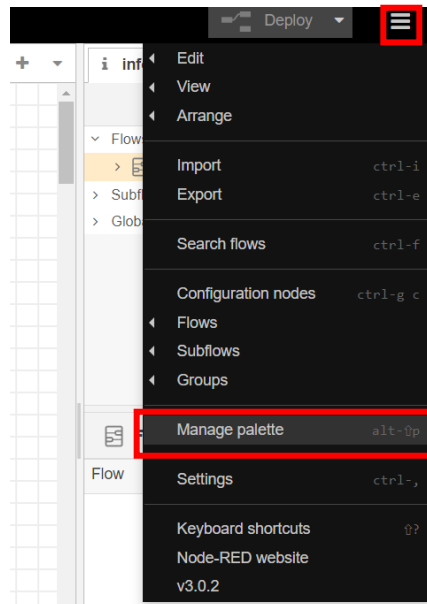 Deploy
i inf
Edit
View
Arrange
Flow
Import ctrl-i
Subfl
Export ctrl-e
Glob
Search flows ctrl-f
Configuration nodes ctrl-g c
Flows
Subflows
Groups
Manage palette alt-⇧p
Flow
Settings ctrl-,
Keyboard shortcuts ⇧?
Node-RED website
v3.0.2